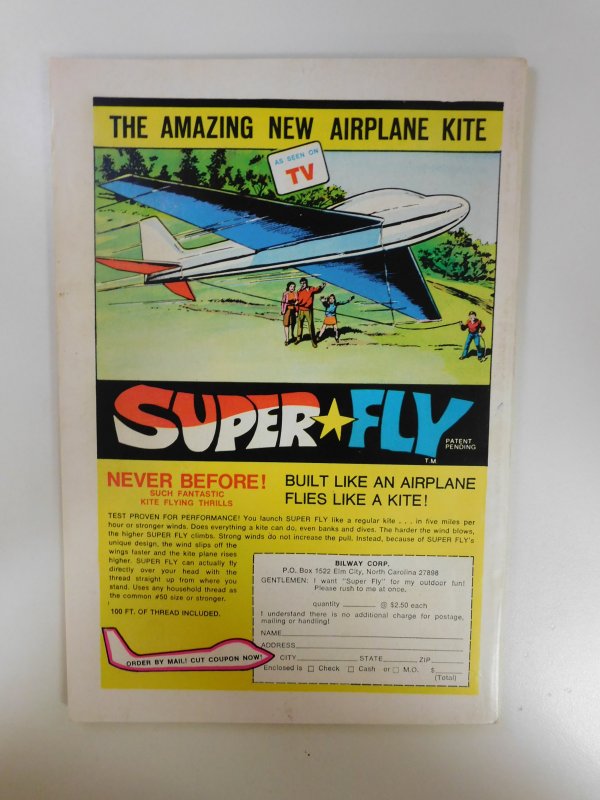 THE AMAZING NEW AIRPLANE KITE
AS SEEN ON
TV
SUPER★FLY
PATENT
PENDING
T.M.
NEVER BEFORE!
SUCH FANTASTIC
KITE FLYING THRILLS
BUILT LIKE AN AIRPLANE
FLIES LIKE A KITE!
TEST PROVEN FOR PERFORMANCE! You launch SUPER FLY like a regular kite . . . in five miles per
hour or stronger winds. Does everything a kite can do, even banks and dives. The harder the wind blows,
the higher SUPER FLY climbs. Strong winds do not increase the pull. Instead, because of SUPER FLY's
unique design, the wind slips off the
wings faster and the kite plane rises
higher. SUPER FLY can actually fly
directly over your head with the
thread straight up from where you
stand. Uses any household thread as
the common #50 size or stronger.
100 FT. OF THREAD INCLUDED.
ORDER BY MAIL! CUT COUPON NOW!
BILWAY CORP.
P.O. Box 1522 Elm City, North Carolina 27898
GENTLEMEN: I want "Super Fly" for my outdoor fun!
Please rush to me at once.
quantity ________ @ $2.50 each
I understand there is no additional charge for postage,
mailing or handling!
NAME
ADDRESS
CITY STATE ZIP
Enclosed is □ Check □ Cash or □ M.O. $
(Total)